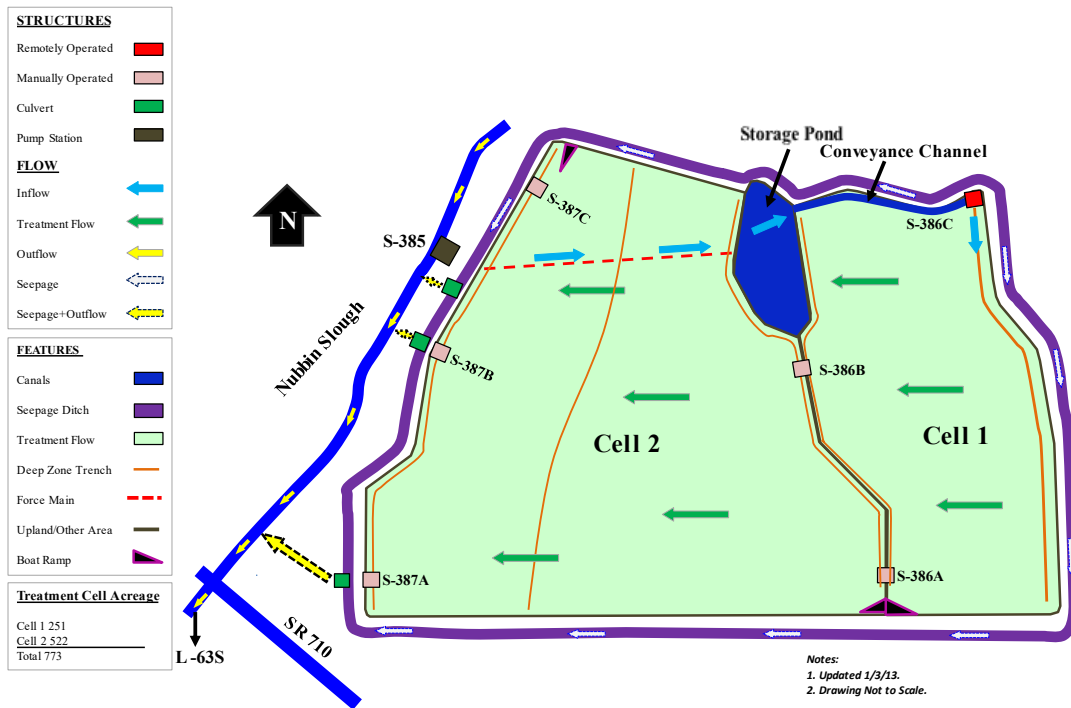 STRUCTURES
Remotely Operated
Manually Operated
Culvert
Pump Station
FLOW
Inflow
Treatment Flow
Outflow
Seepage
Seepage+Outflow
FEATURES
Canals
Seepage Ditch
Treatment Flow
Deep Zone Trench
Force Main
Upland/Other Area
Boat Ramp
Treatment Cell Acreage
Cell 1 251
Cell 2 522
Total 773
N
Storage Pond
Conveyance Channel
S-387C
S-386C
S-385
Nubbin Slough
S-387B
S-386B
Cell 2
Cell 1
S-387A
S-386A
SR 710
L-63S
Notes:
1. Updated 1/3/13.
2. Drawing Not to Scale.